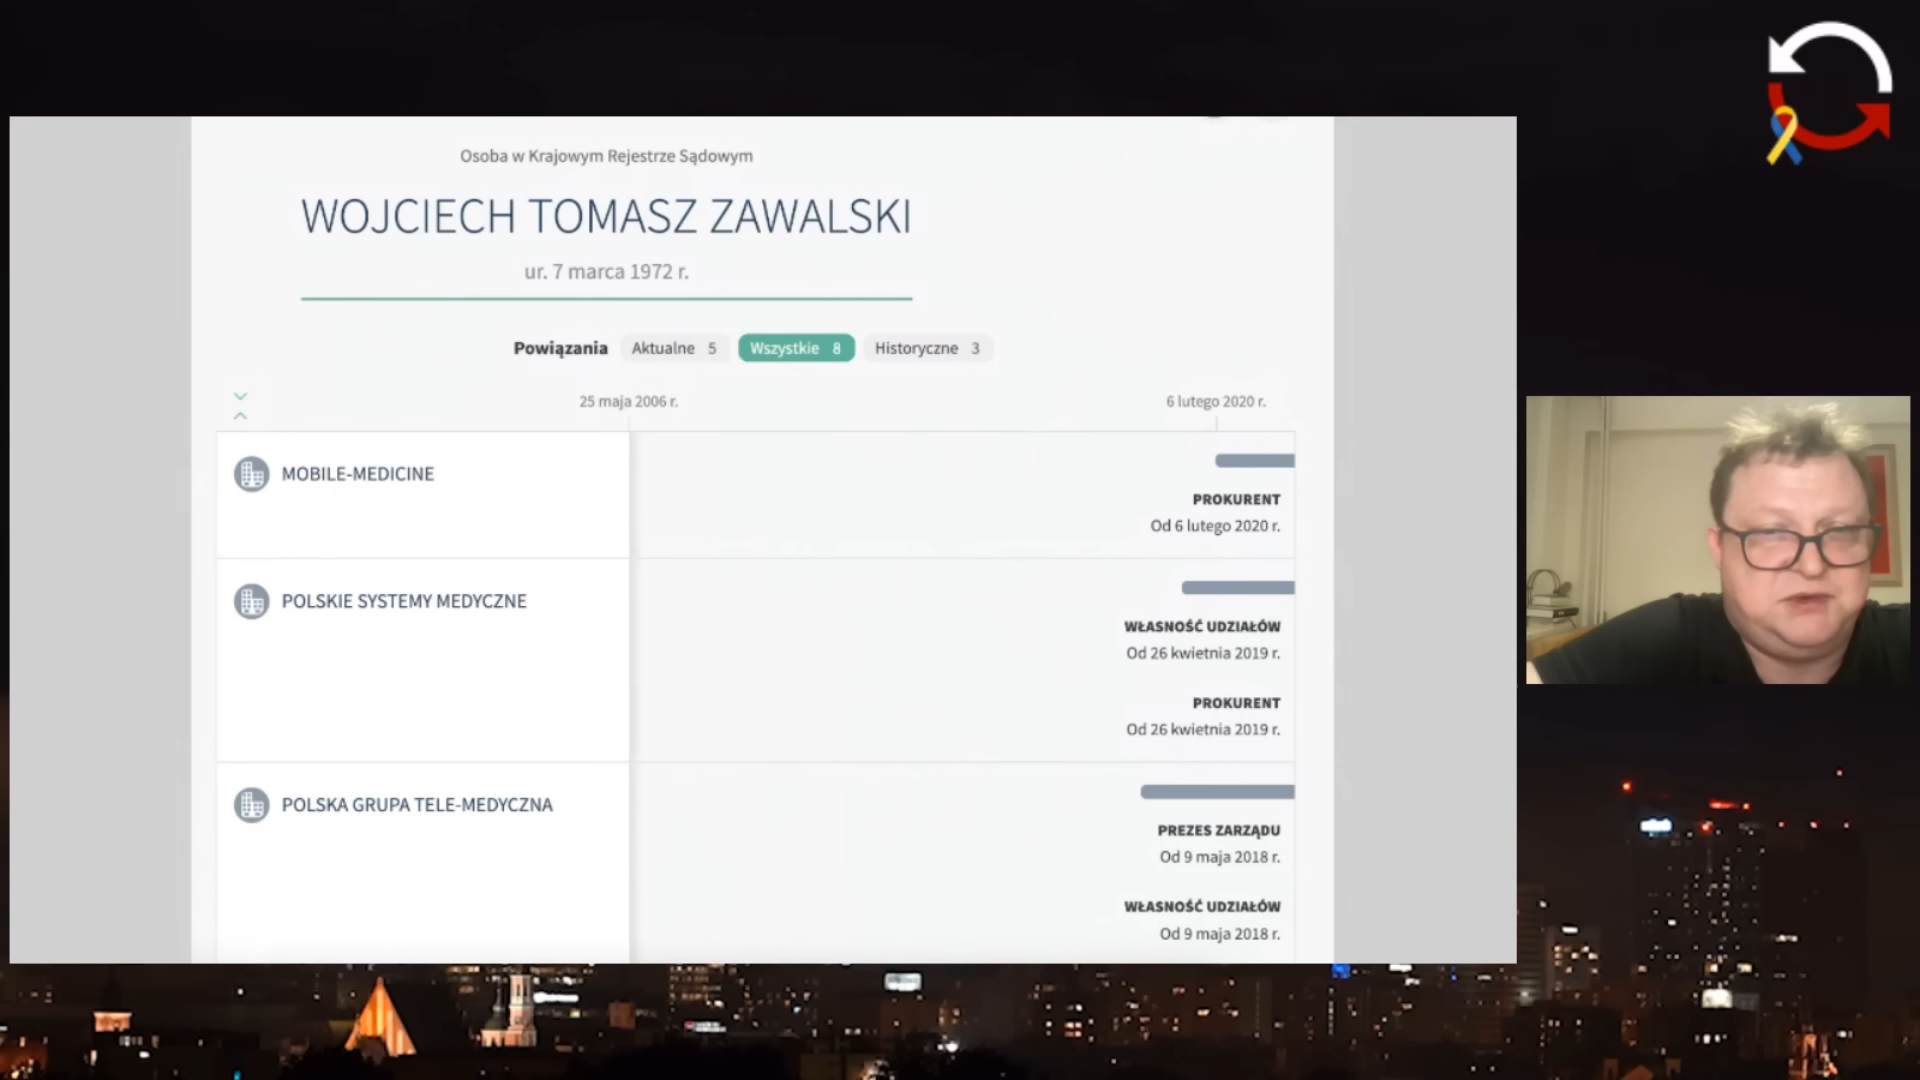 Osoba w Krajowym Rejestrze Sądowym
WOJCIECH TOMASZ ZAWALSKI
ur. 7 marca 1972 r.
Powiązania Aktualne 5 Wszystkie 8 Historyczne 3
25 maja 2006 r. 6 lutego 2020 r.
MOBILE-MEDICINE
PROKURENT
Od 6 lutego 2020 r.
POLSKIE SYSTEMY MEDYCZNE
WŁASNOŚĆ UDZIAŁÓW
Od 26 kwietnia 2019 r.
PROKURENT
Od 26 kwietnia 2019 r.
POLSKA GRUPA TELE-MEDYCZNA
PREZES ZARZĄDU
Od 9 maja 2018 r.
WŁASNOŚĆ UDZIAŁÓW
Od 9 maja 2018 r.